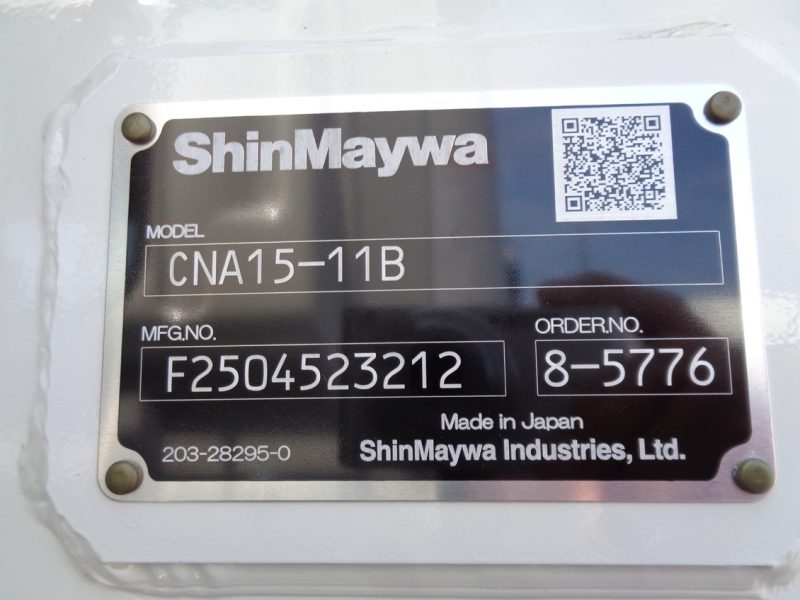 ShinMaywa
MODEL
CNA15-11B
MFG.NO.
F2504523212
ORDER.NO.
8-5776
Made in Japan
203-28295-0
ShinMaywa Industries, Ltd.